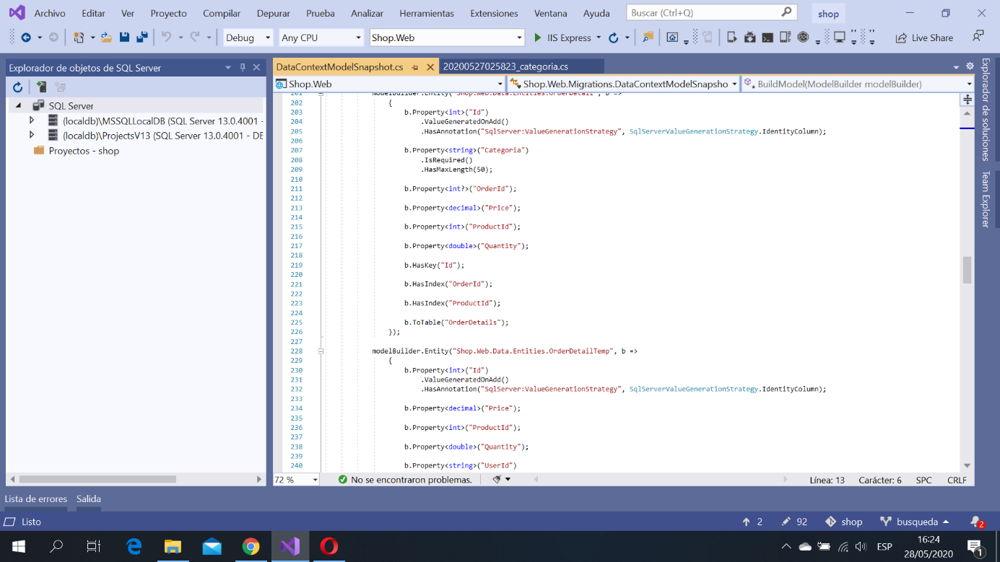 Archivo Editar Ver Proyecto Compilar Depurar Prueba Analizar Herramientas Extensiones Ventana Ayuda Buscar (Ctrl+Q) shop
Debug Any CPU Shop.Web IIS Express Live Share
Explorador de objetos de SQL Server
SQL Server
(localdb)\MSSQLLocalDB (SQL Server 13.0.4001 -
(localdb)\ProjectsV13 (SQL Server 13.0.4001 - DE
Proyectos - shop
DataContextModelSnapshot.cs 20200527025823_categoria.cs
Shop.Web Shop.Web.Migrations.DataContextModelSnapsho BuildModel(ModelBuilder modelBuilder)
201 modelBuilder.Entity("Shop.Web.Data.Entities.OrderDetail", b =>
202 {
203 b.Property<int>("Id")
204 .ValueGeneratedOnAdd()
205 .HasAnnotation("SqlServer:ValueGenerationStrategy", SqlServerValueGenerationStrategy.IdentityColumn);
206
207 b.Property<string>("Categoria")
208 .IsRequired()
209 .HasMaxLength(50);
210
211 b.Property<int?>("OrderId");
212
213 b.Property<decimal>("Price");
214
215 b.Property<int>("ProductId");
216
217 b.Property<double>("Quantity");
218
219 b.HasKey("Id");
220
221 b.HasIndex("OrderId");
222
223 b.HasIndex("ProductId");
224
225 b.ToTable("OrderDetails");
226 });
227
228 modelBuilder.Entity("Shop.Web.Data.Entities.OrderDetailTemp", b =>
229 {
230 b.Property<int>("Id")
231 .ValueGeneratedOnAdd()
232 .HasAnnotation("SqlServer:ValueGenerationStrategy", SqlServerValueGenerationStrategy.IdentityColumn);
233
234 b.Property<decimal>("Price");
235
236 b.Property<int>("ProductId");
237
238 b.Property<double>("Quantity");
239
240 b.Property<string>("UserId")
72 % No se encontraron problemas. Línea: 13 Carácter: 6 SPC CRLF
Explorador de soluciones
Team Explorer
Lista de errores Salida
Listo 2 92 shop busqueda 2
ESP 16:24
28/05/2020 1